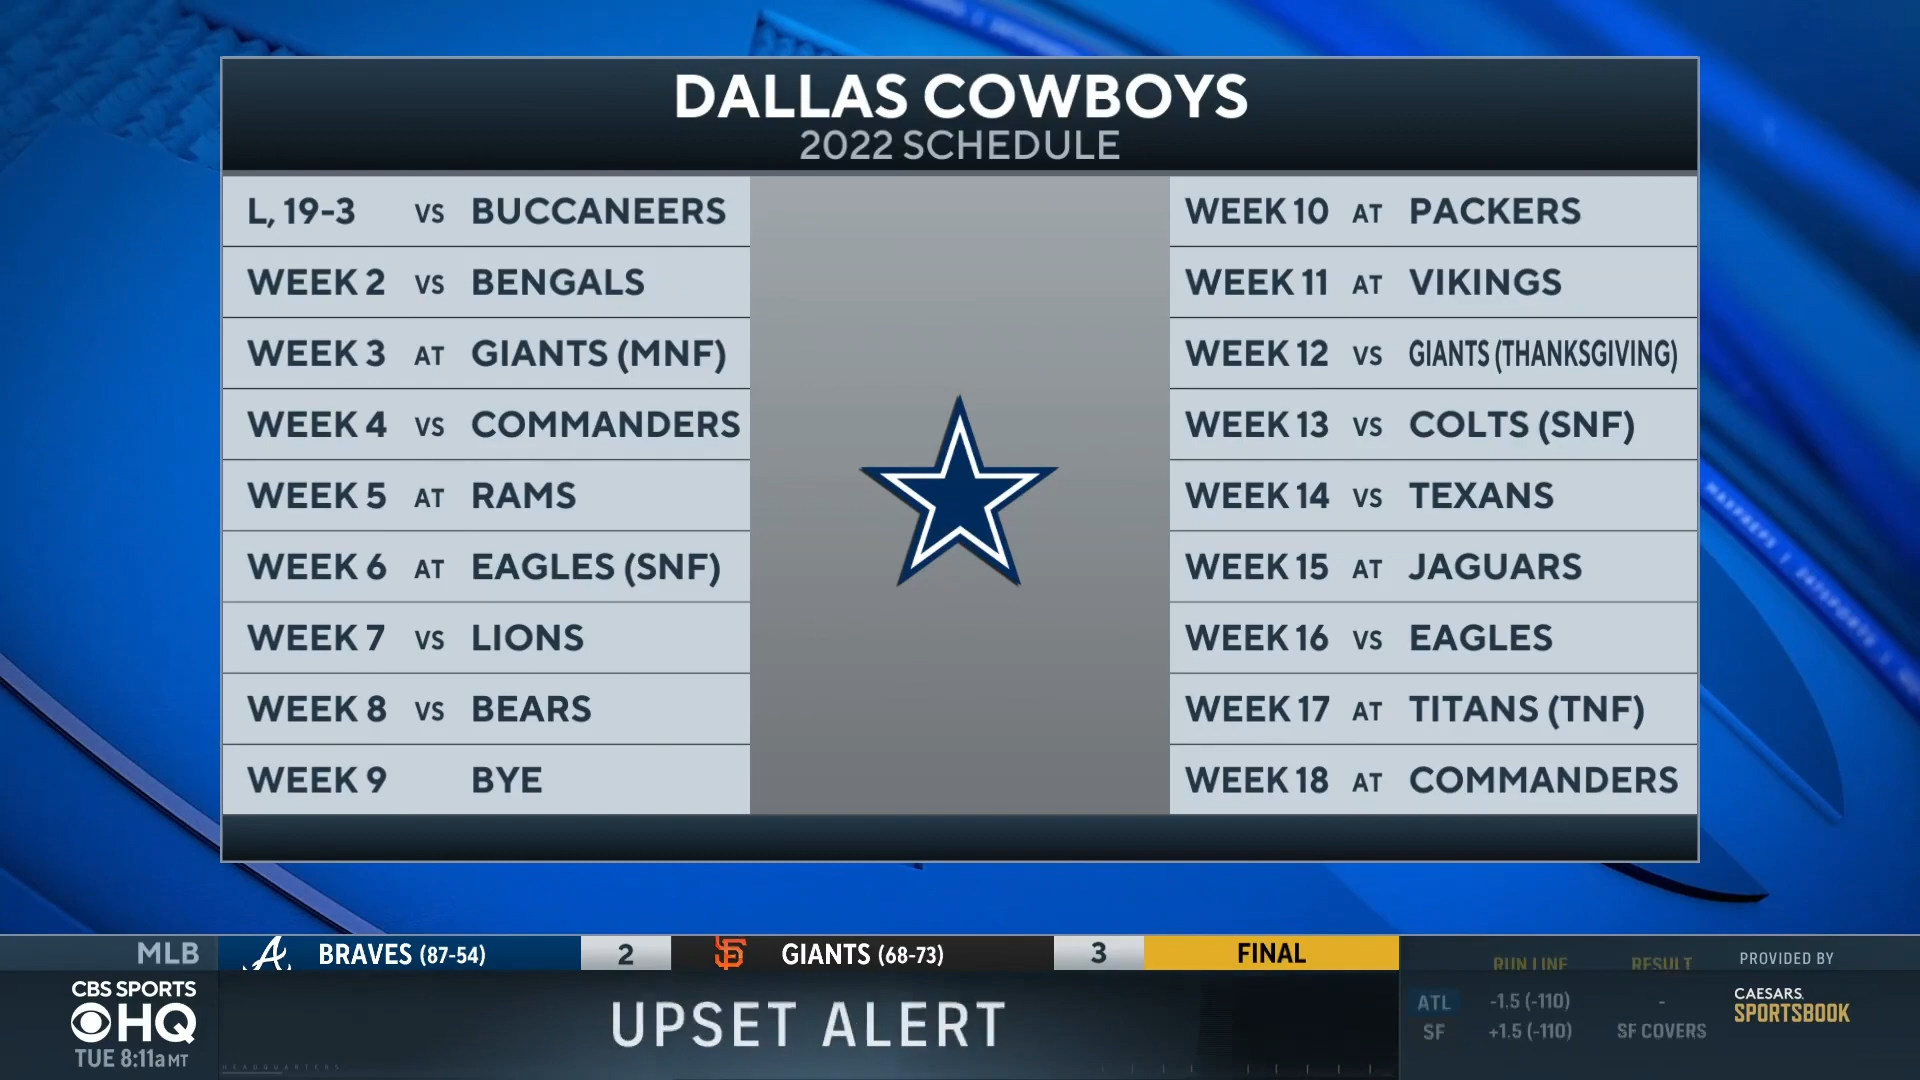 DALLAS COWBOYS
2022 SCHEDULE
L, 19-3 VS BUCCANEERS
WEEK 2 VS BENGALS
WEEK 3 AT GIANTS (MNF)
WEEK 4 VS COMMANDERS
WEEK 5 AT RAMS
WEEK 6 AT EAGLES (SNF)
WEEK 7 VS LIONS
WEEK 8 VS BEARS
WEEK 9 BYE
WEEK 10 AT PACKERS
WEEK 11 AT VIKINGS
WEEK 12 VS GIANTS (THANKSGIVING)
WEEK 13 VS COLTS (SNF)
WEEK 14 VS TEXANS
WEEK 15 AT JAGUARS
WEEK 16 VS EAGLES
WEEK 17 AT TITANS (TNF)
WEEK 18 AT COMMANDERS
MAXPREPS | 247SPORTS |
MLB A BRAVES (87-54) 2 SF GIANTS (68-73) 3 FINAL
CBS SPORTS
HQ
TUE 8:11a MT
UPSET ALERT
HEADQUARTERS
RUN LINE RESULT
ATL -1.5 (-110) -
SF +1.5 (-110) SF COVERS
PROVIDED BY
CAESARS
SPORTSBOOK